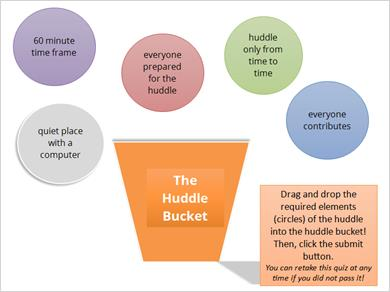 60 minute
time frame
everyone
prepared
for the
huddle
huddle
only from
time to
time
everyone
contributes
quiet place
with a
computer
The
Huddle
Bucket
Drag and drop the
required elements
(circles) of the huddle
into the huddle bucket!
Then, click the submit
button.
You can retake this quiz at any
time if you did not pass it!